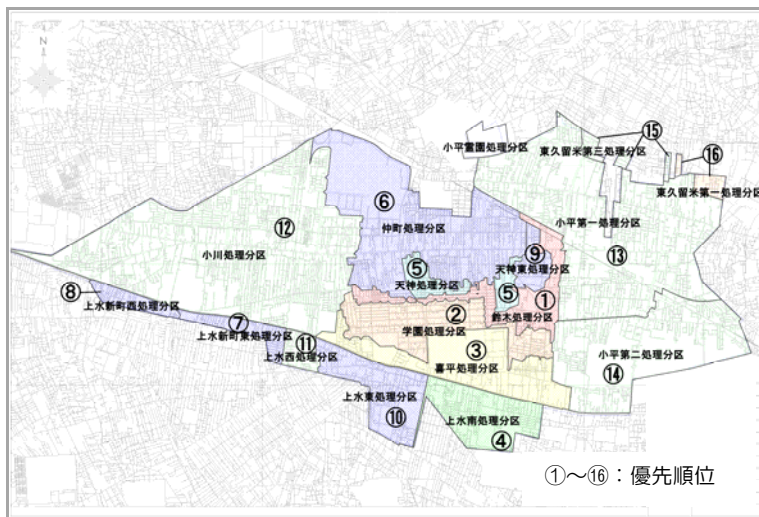 N
小平霊園処理分区
⑮
東久留米第三処理分区
⑯
東久留米第一処理分区
⑥
仲町処理分区
小平第一処理分区
⑫
小川処理分区
⑨
天神東処理分区
⑬
⑤
天神処理分区
⑤
①
鈴木処理分区
⑧
上水新町西処理分区
②
学園処理分区
⑦
上水新町東処理分区
⑪
上水西処理分区
③
喜平処理分区
小平第二処理分区
⑭
上水東処理分区
⑩
上水南処理分区
④
①～⑯：優先順位